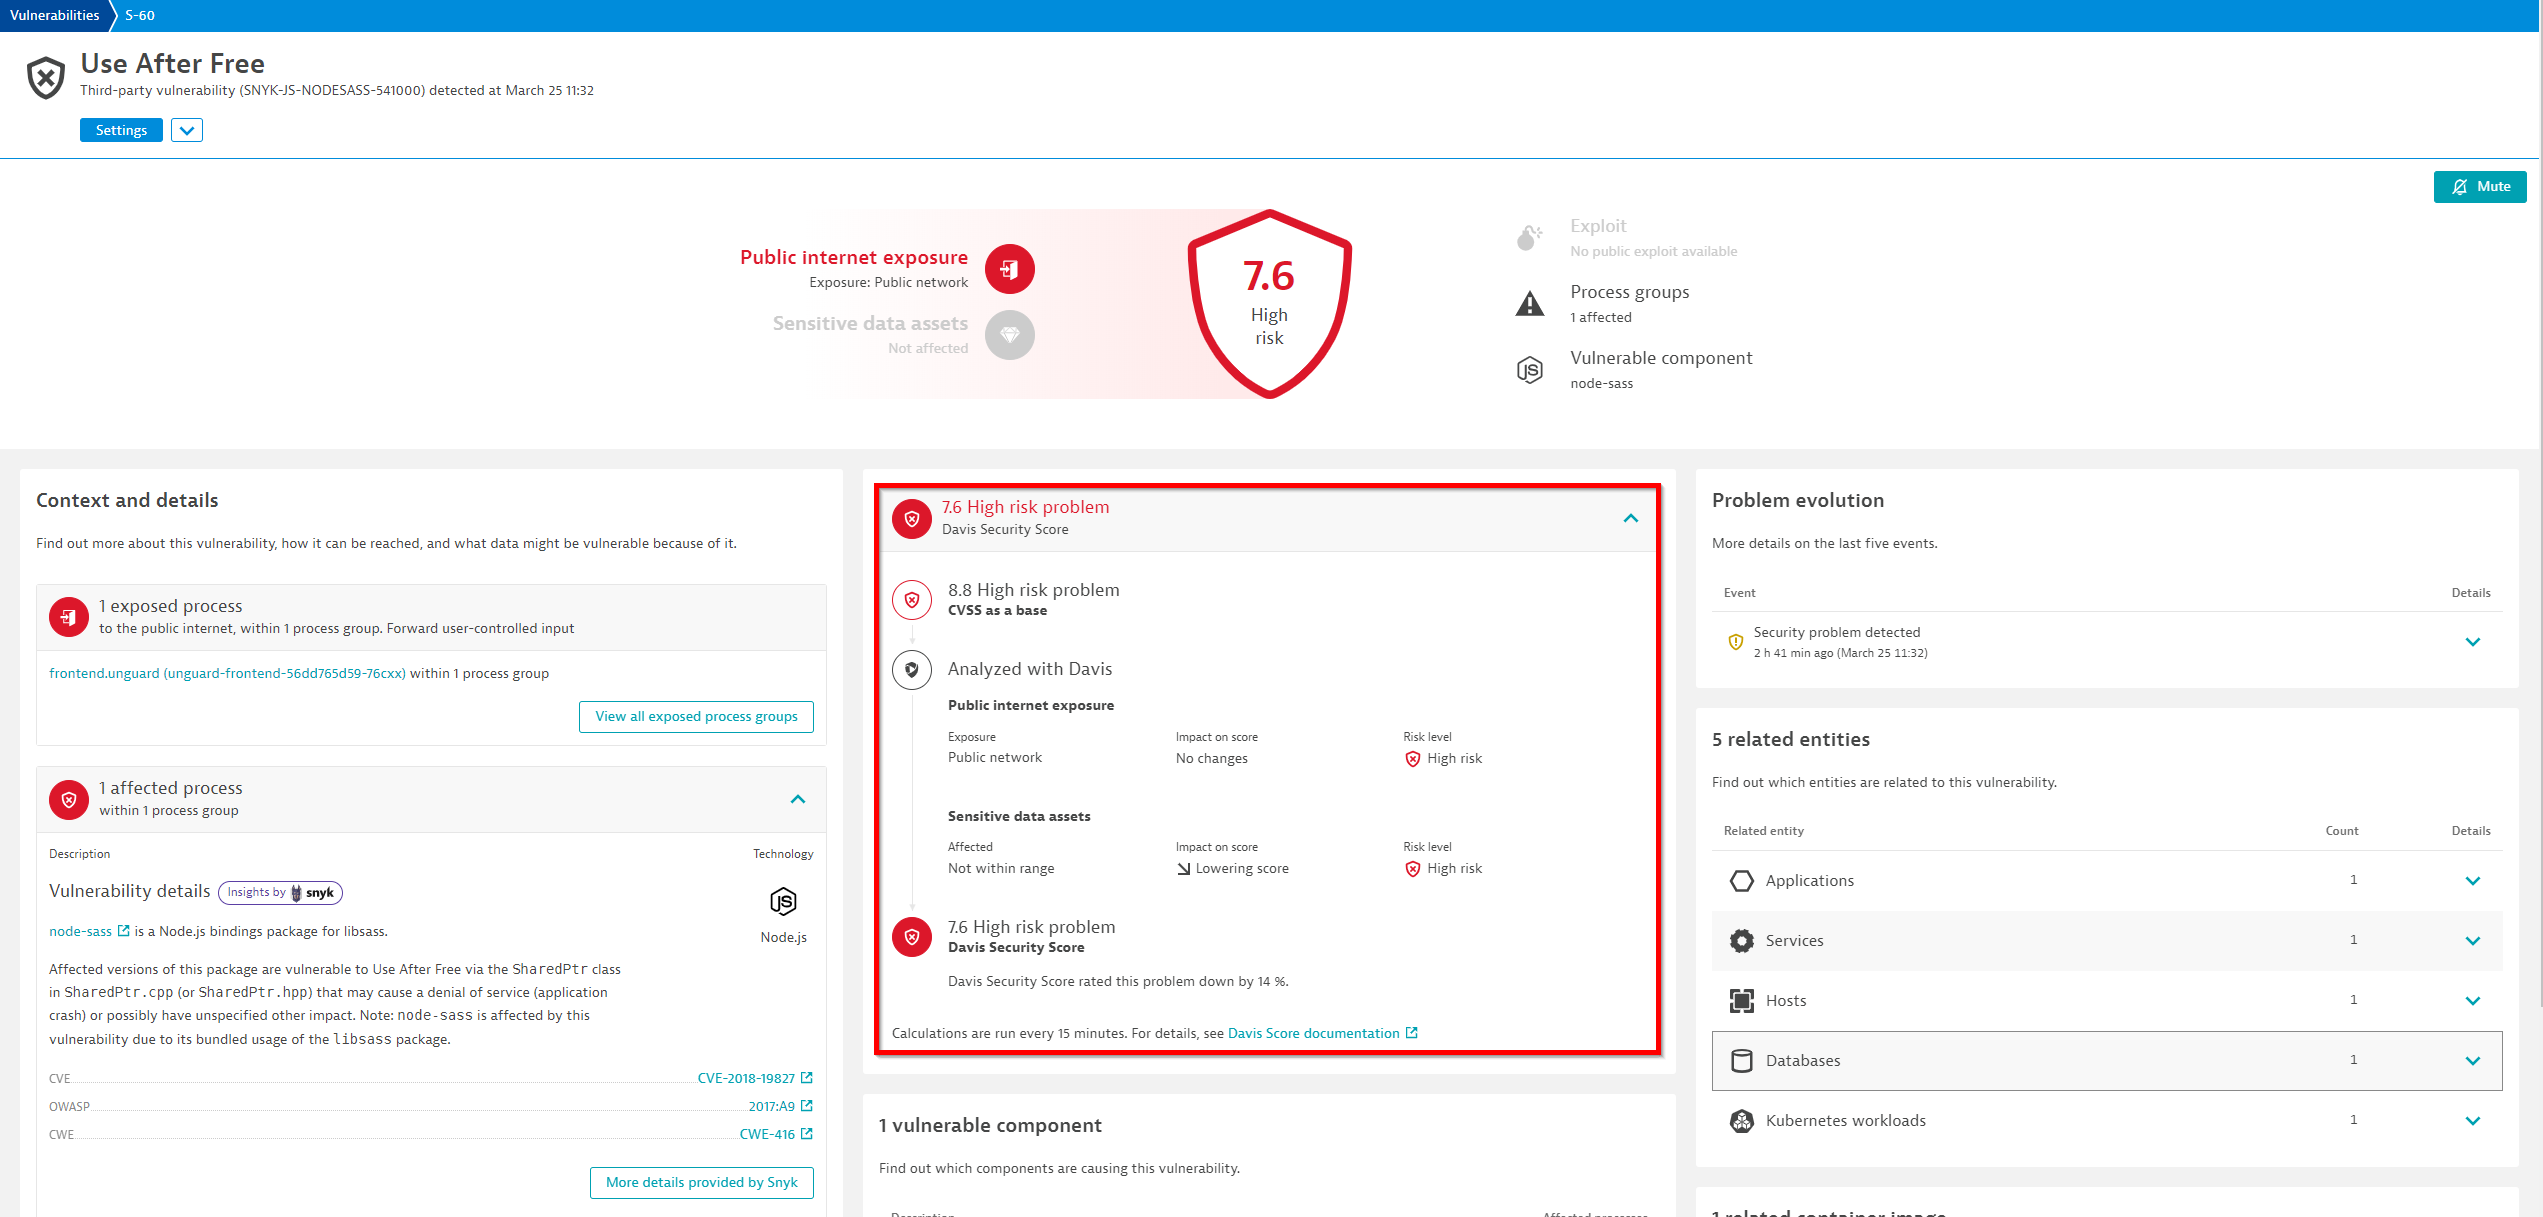 Vulnerabilities
S-60
Use After Free
Third-party vulnerability (SNYK-JS-NODESASS-541000) detected at March 25 11:32
Settings
Mute
Public internet exposure
Exposure: Public network
Sensitive data assets
Not affected
7.6
High
risk
Exploit
No public exploit available
Process groups
1 affected
Vulnerable component
node-sass
Context and details
Find out more about this vulnerability, how it can be reached, and what data might be vulnerable because of it.
1 exposed process
to the public internet, within 1 process group. Forward user-controlled input
frontend.unguard (unguard-frontend-56dd765d59-76cxx) within 1 process group
View all exposed process groups
1 affected process
within 1 process group
Description
Technology
Vulnerability details
Insights by snyk
Node.js
node-sass is a Node.js bindings package for libsass.
Affected versions of this package are vulnerable to Use After Free via the SharedPtr class
in SharedPtr.cpp (or SharedPtr.hpp) that may cause a denial of service (application
crash) or possibly have unspecified other impact. Note: node-sass is affected by this
vulnerability due to its bundled usage of the libsass package.
CVE CVE-2018-19827
OWASP 2017:A9
CWE CWE-416
More details provided by Snyk
7.6 High risk problem
Davis Security Score
8.8 High risk problem
CVSS as a base
Analyzed with Davis
Public internet exposure
Exposure Impact on score Risk level
Public network No changes High risk
Sensitive data assets
Affected Impact on score Risk level
Not within range Lowering score High risk
7.6 High risk problem
Davis Security Score
Davis Security Score rated this problem down by 14 %.
Calculations are run every 15 minutes. For details, see Davis Score documentation
1 vulnerable component
Find out which components are causing this vulnerability.
Description Affected processes
Problem evolution
More details on the last five events.
Event Details
Security problem detected
2 h 41 min ago (March 25 11:32)
5 related entities
Find out which entities are related to this vulnerability.
Related entity Count Details
Applications 1
Services 1
Hosts 1
Databases 1
Kubernetes workloads 1
1 related container image